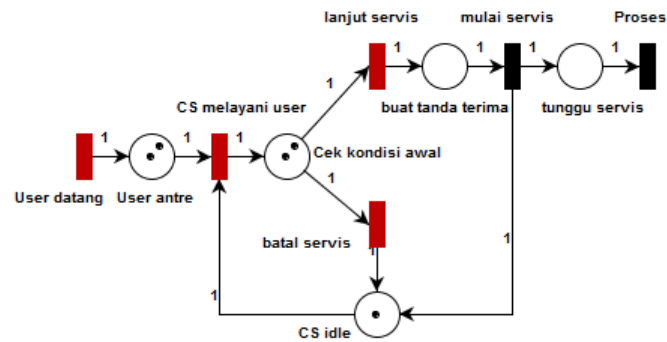 lanjut servis
mulai servis
Proses
1
1
1
1
1
buat tanda terima
tunggu servis
CS melayani user
1
1
1
1
Cek kondisi awal
User datang
User antre
1
batal servis
1
1
1
CS idle